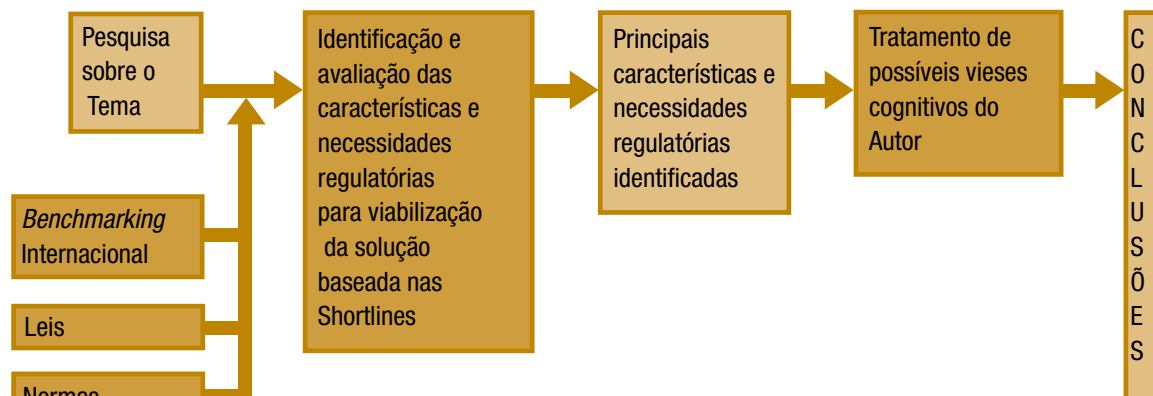 Pesquisa
sobre o
Tema
Benchmarking
Internacional
Leis
Normas
Identificação e
avaliação das
características e
necessidades
regulatórias
para viabilização
da solução
baseada nas
Shortlines
Principais
características e
necessidades
regulatórias
identificadas
Tratamento de
possíveis vieses
cognitivos do
Autor
C
O
N
C
L
U
S
Õ
E
S